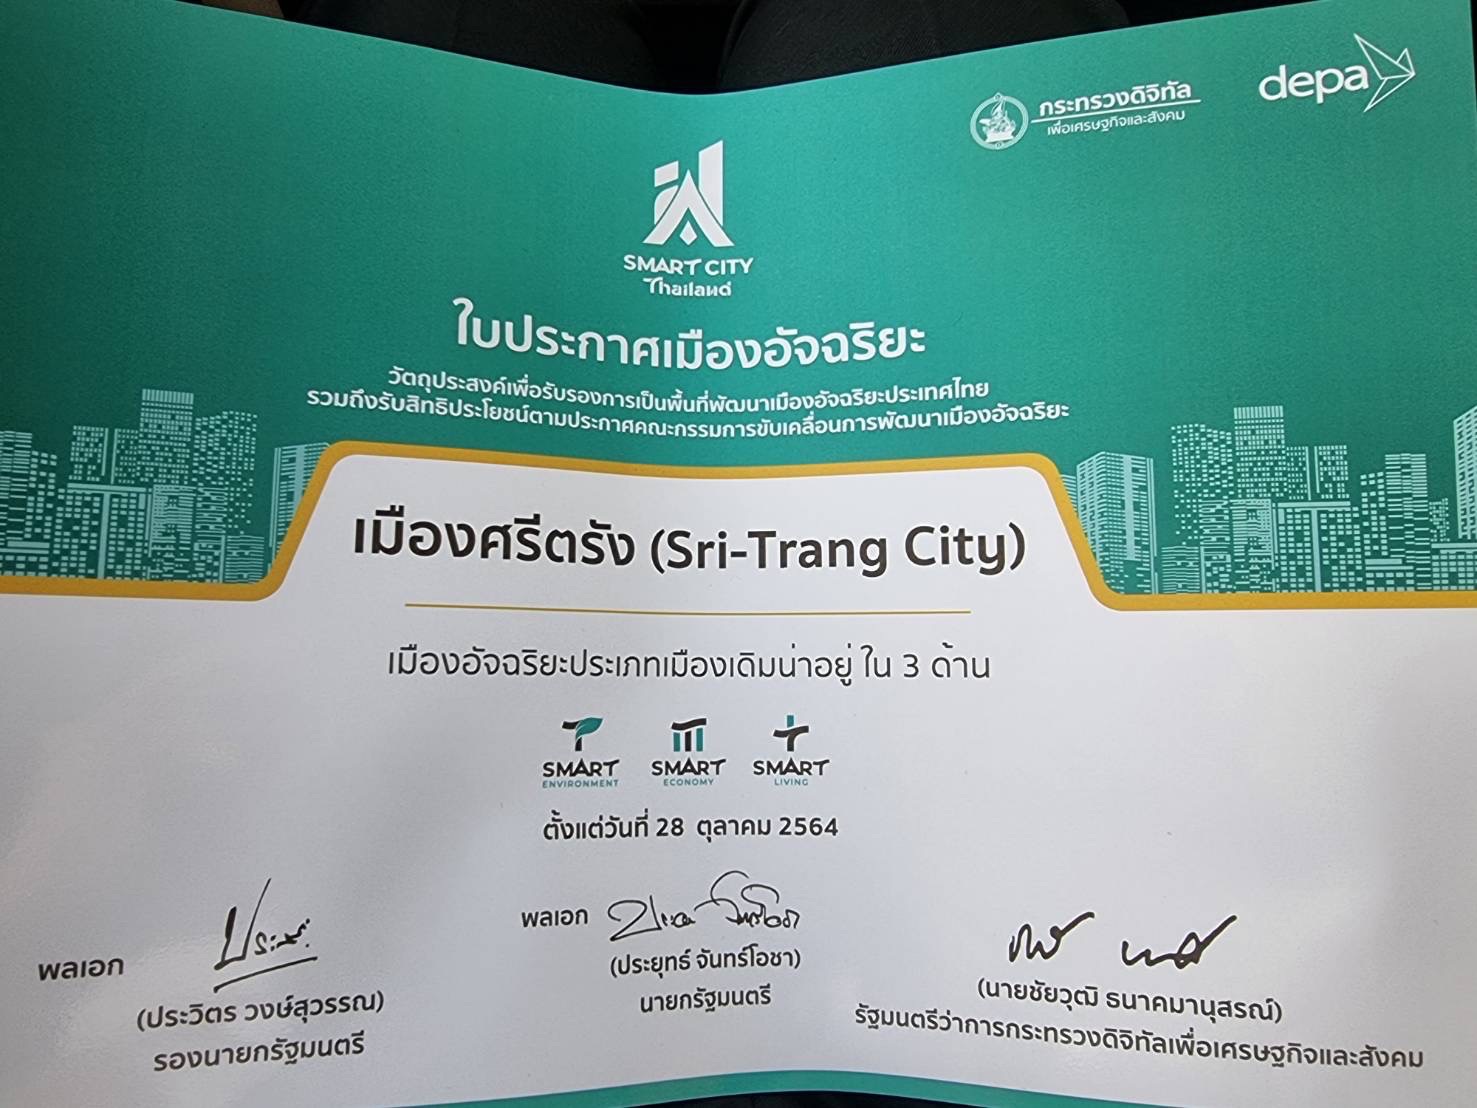 กระทรวงดิจิทัล
เพื่อเศรษฐกิจและสังคม
depa
SMART CITY
Thailand
ใบประกาศเมืองอัจฉริยะ
วัตถุประสงค์เพื่อรับรองการเป็นพื้นที่พัฒนาเมืองอัจฉริยะประเทศไทย
รวมถึงรับสิทธิประโยชน์ตามประกาศคณะกรรมการขับเคลื่อนการพัฒนาเมืองอัจฉริยะ
เมืองศรีตรัง (Sri-Trang City)
เมืองอัจฉริยะประเภทเมืองเดิมน่าอยู่ ใน 3 ด้าน
SMART ENVIRONMENT
SMART ECONOMY
SMART LIVING
ตั้งแต่วันที่ 28 ตุลาคม 2564
พลเอก
(ประวิตร วงษ์สุวรรณ)
รองนายกรัฐมนตรี
พลเอก
(ประยุทธ์ จันทร์โอชา)
นายกรัฐมนตรี
(นายชัยวุฒิ ธนาคมานุสรณ์)
รัฐมนตรีว่าการกระทรวงดิจิทัลเพื่อเศรษฐกิจและสังคม